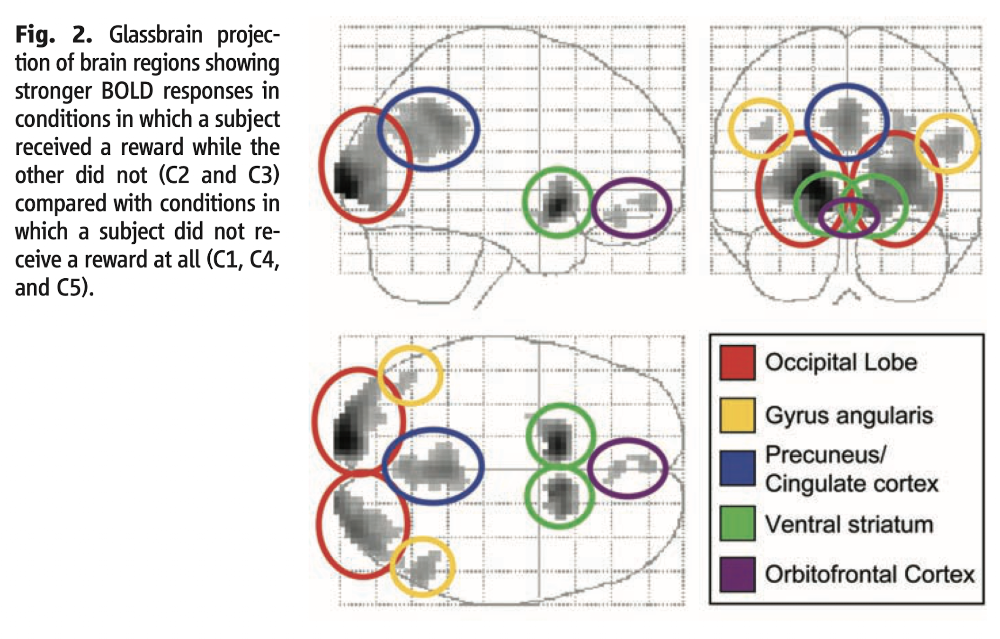 Fig. 2. Glassbrain projec-
tion of brain regions showing
stronger BOLD responses in
conditions in which a subject
received a reward while the
other did not (C2 and C3)
compared with conditions in
which a subject did not re-
ceive a reward at all (C1, C4,
and C5).
Occipital Lobe
Gyrus angularis
Precuneus/
Cingulate cortex
Ventral striatum
Orbitofrontal Cortex